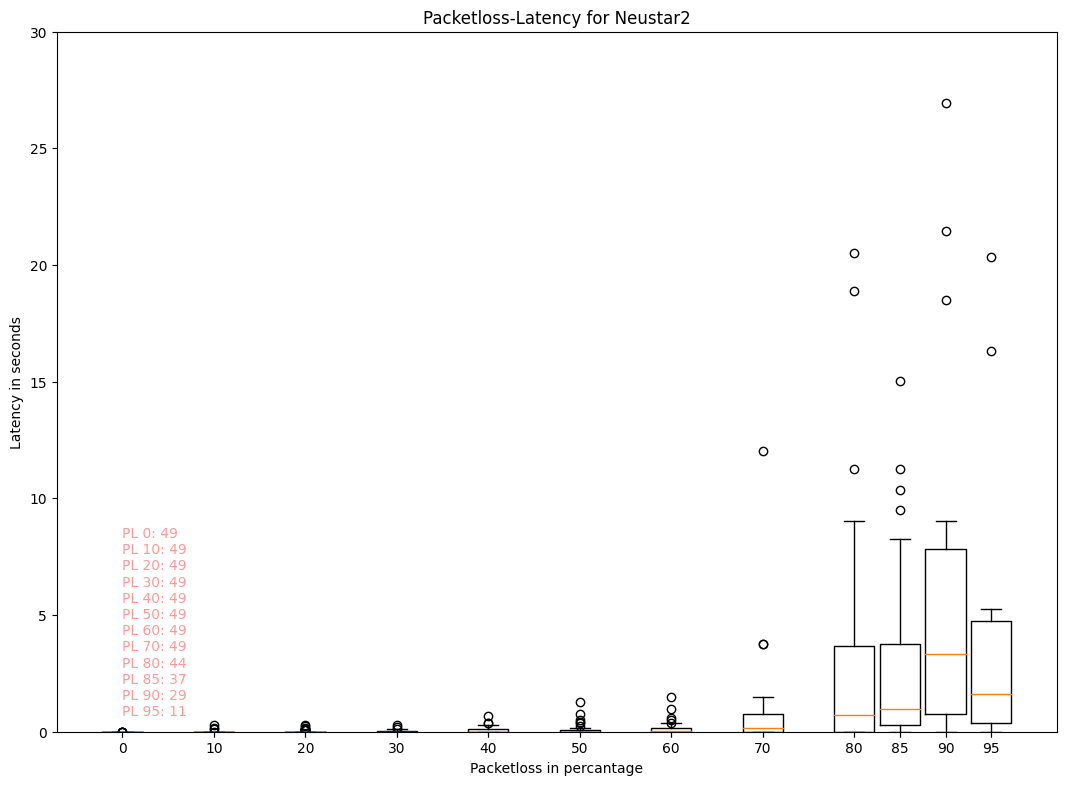 Packetloss-Latency for Neustar2
30
25
20
15
10
5
0
Latency in seconds
PL 0: 49
PL 10: 49
PL 20: 49
PL 30: 49
PL 40: 49
PL 50: 49
PL 60: 49
PL 70: 49
PL 80: 44
PL 85: 37
PL 90: 29
PL 95: 11
0 10 20 30 40 50 60 70 80 85 90 95
Packetloss in percantage